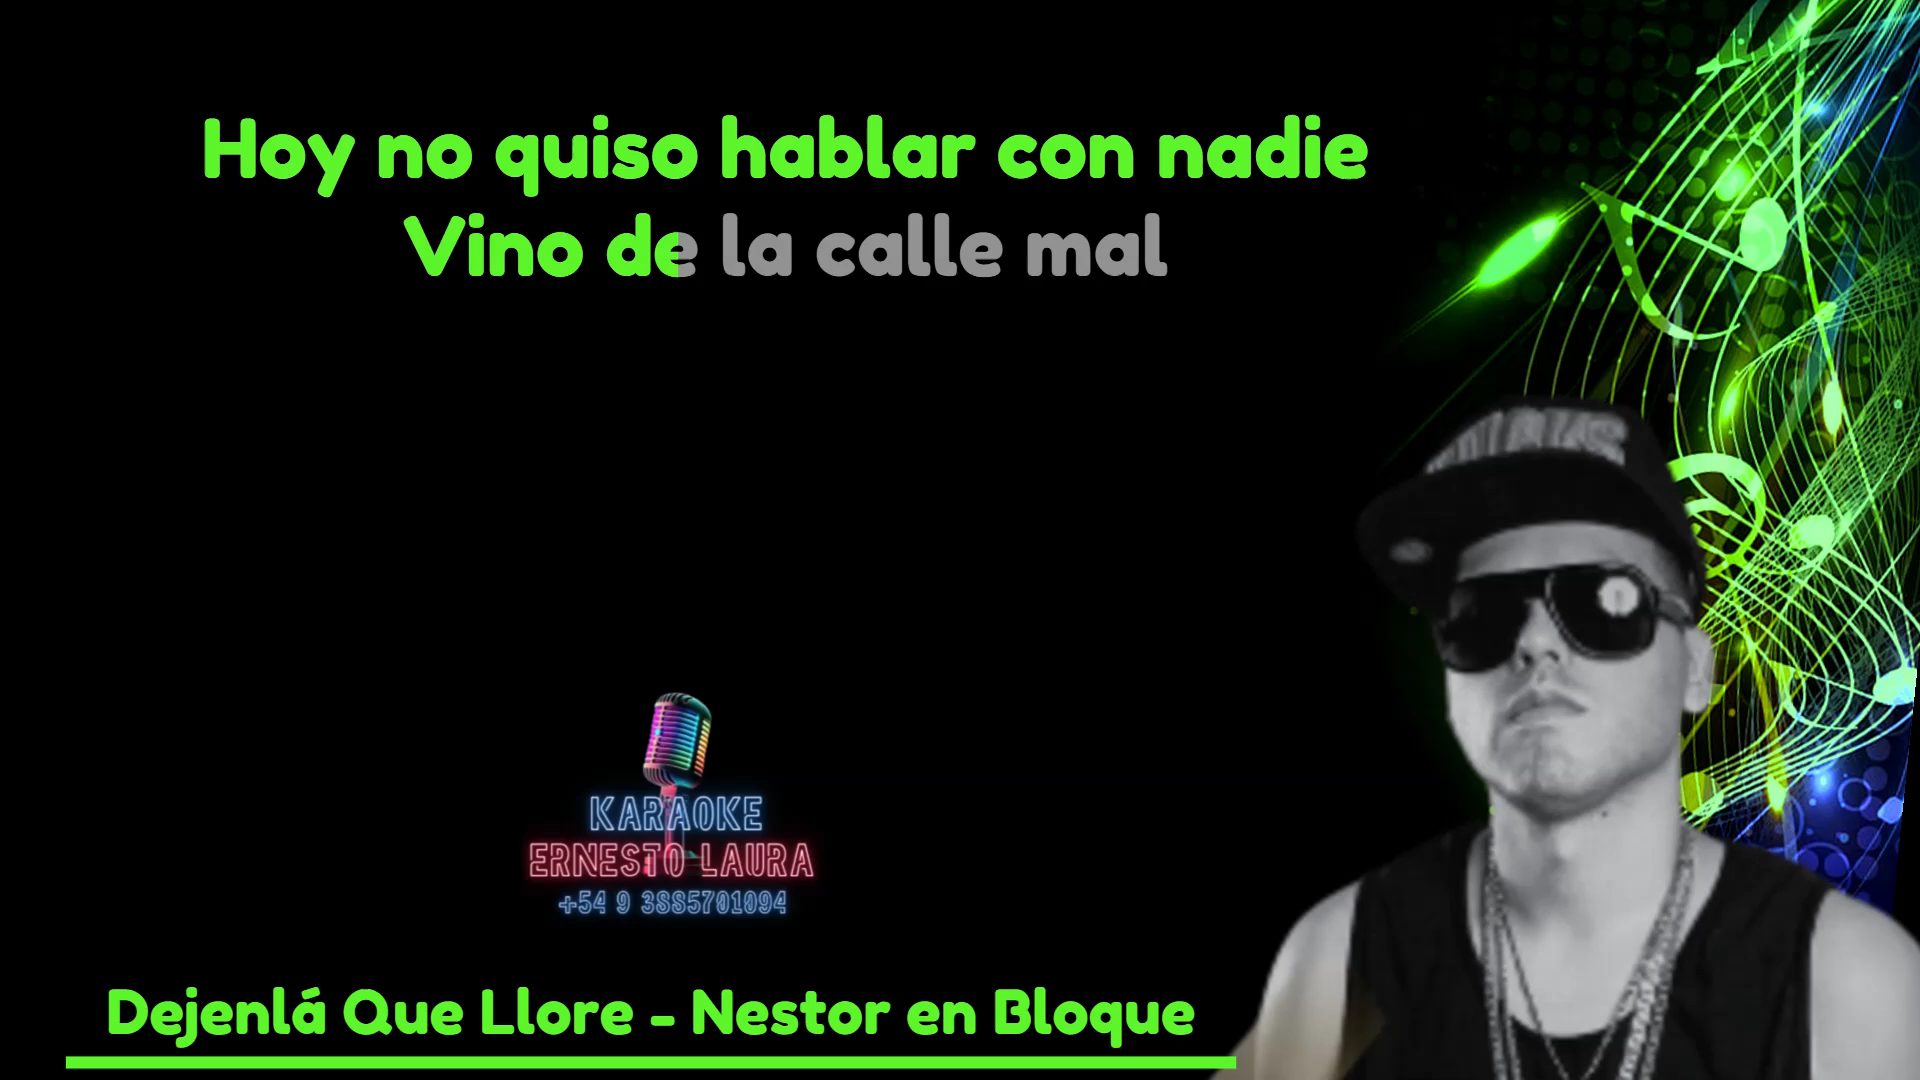 Hoy no quiso hablar con nadie
Vino de la calle mal
KARAOKE
ERNESTO LAURA
+54 9 3885701094
Dejenlá Que Llore - Nestor en Bloque